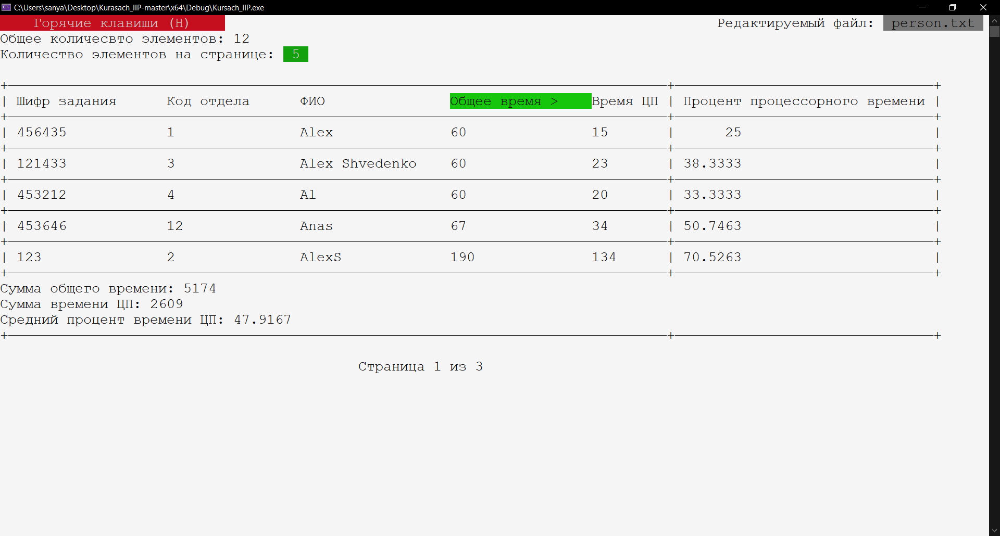 C:\Users\sanya\Desktop\Kurasach_IIP-master\x64\Debug\Kursach_IIP.exe
Горячие клавиши (H) Редактируемый файл: person.txt
Общее количесвто элементов: 12
Количество элементов на странице: 5
| Шифр задания Код отдела ФИО Общее время > Время ЦП | Процент процессорного времени |
| 456435 1 Alex 60 15 | 25 |
| 121433 3 Alex Shvedenko 60 23 | 38.3333 |
| 453212 4 Al 60 20 | 33.3333 |
| 453646 12 Anas 67 34 | 50.7463 |
| 123 2 AlexS 190 134 | 70.5263 |
Сумма общего времени: 5174
Сумма времени ЦП: 2609
Средний процент времени ЦП: 47.9167
Страница 1 из 3